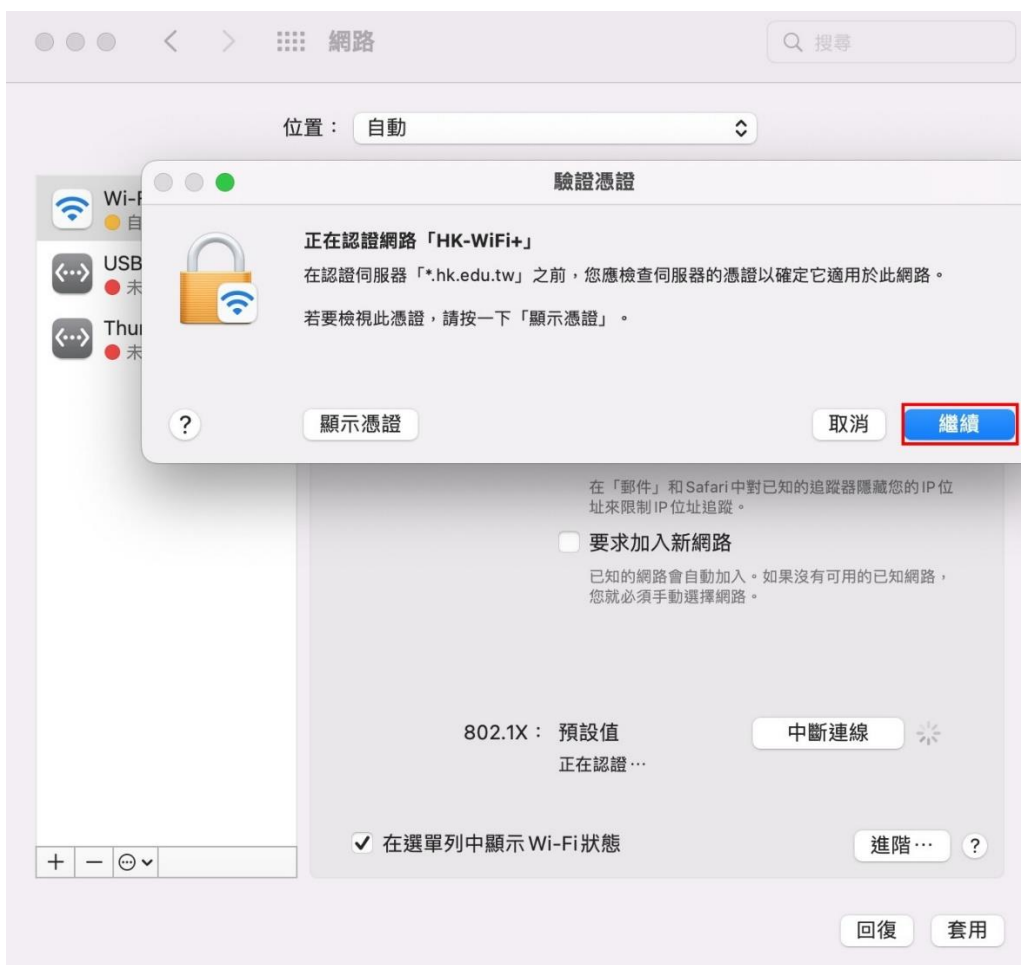 網路
搜尋
位置： 自動
Wi-F
自
USB
未
Thu
未
驗證憑證
正在認證網路「HK-WiFi+」
在認證伺服器「*.hk.edu.tw」之前，您應檢查伺服器的憑證以確定它適用於此網路。
若要檢視此憑證，請按一下「顯示憑證」。
? 顯示憑證 取消 繼續
在「郵件」和 Safari 中對已知的追蹤器隱藏您的 IP 位
址來限制 IP 位址追蹤。
要求加入新網路
已知的網路會自動加入。如果沒有可用的已知網路，
您就必須手動選擇網路。
802.1X： 預設值 中斷連線
正在認證⋯
在選單列中顯示 Wi-Fi 狀態 進階⋯ ?
回復 套用